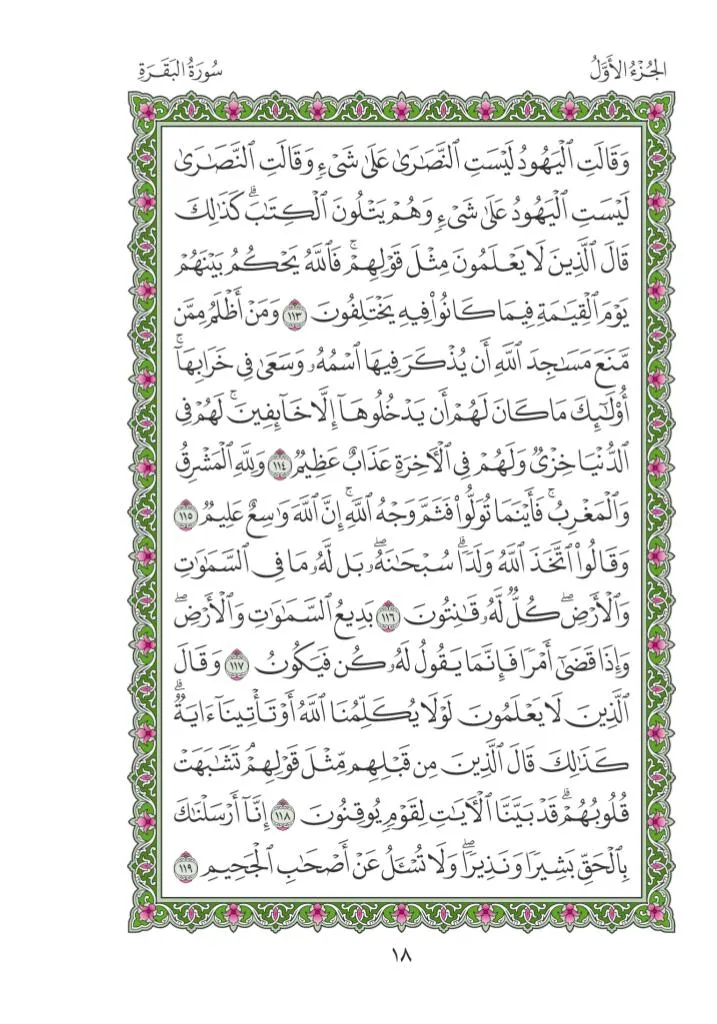 الجُزْءُ الأَوَّلُ
سُورَةُ البَقَرَةِ
وَقَالَتِ ٱلۡيَهُودُ لَيۡسَتِ ٱلنَّصَٰرَىٰ عَلَىٰ شَيۡءٖ وَقَالَتِ ٱلنَّصَٰرَىٰ
لَيۡسَتِ ٱلۡيَهُودُ عَلَىٰ شَيۡءٖ وَهُمۡ يَتۡلُونَ ٱلۡكِتَٰبَۗ كَذَٰلِكَ
قَالَ ٱلَّذِينَ لَا يَعۡلَمُونَ مِثۡلَ قَوۡلِهِمۡۚ فَٱللَّهُ يَحۡكُمُ بَيۡنَهُمۡ
يَوۡمَ ٱلۡقِيَٰمَةِ فِيمَا كَانُواْ فِيهِ يَخۡتَلِفُونَ ١١٣ وَمَنۡ أَظۡلَمُ مِمَّن
مَّنَعَ مَسَٰجِدَ ٱللَّهِ أَن يُذۡكَرَ فِيهَا ٱسۡمُهُۥ وَسَعَىٰ فِي خَرَابِهَآۚ
أُوْلَٰٓئِكَ مَا كَانَ لَهُمۡ أَن يَدۡخُلُوهَآ إِلَّا خَآئِفِينَۚ لَهُمۡ فِي
ٱلدُّنۡيَا خِزۡيٞ وَلَهُمۡ فِي ٱلۡأٓخِرَةِ عَذَابٌ عَظِيمٞ ١١٤ وَلِلَّهِ ٱلۡمَشۡرِقُ
وَٱلۡمَغۡرِبُۚ فَأَيۡنَمَا تُوَلُّواْ فَثَمَّ وَجۡهُ ٱللَّهِۚ إِنَّ ٱللَّهَ وَٰسِعٌ عَلِيمٞ ١١٥
وَقَالُواْ ٱتَّخَذَ ٱللَّهُ وَلَدٗاۗ سُبۡحَٰنَهُۥۖ بَل لَّهُۥ مَا فِي ٱلسَّمَٰوَٰتِ
وَٱلۡأَرۡضِۖ كُلّٞ لَّهُۥ قَٰنِتُونَ ١١٦ بَدِيعُ ٱلسَّمَٰوَٰتِ وَٱلۡأَرۡضِۖ
وَإِذَا قَضَىٰٓ أَمۡرٗا فَإِنَّمَا يَقُولُ لَهُۥ كُن فَيَكُونُ ١١٧ وَقَالَ
ٱلَّذِينَ لَا يَعۡلَمُونَ لَوۡلَا يُكَلِّمُنَا ٱللَّهُ أَوۡ تَأۡتِينَآ ءَايَةٞۗ
كَذَٰلِكَ قَالَ ٱلَّذِينَ مِن قَبۡلِهِم مِّثۡلَ قَوۡلِهِمۡۘ تَشَٰبَهَتۡ
قُلُوبُهُمۡۗ قَدۡ بَيَّنَّا ٱلۡأٓيَٰتِ لِقَوۡمٖ يُوقِنُونَ ١١٨ إِنَّآ أَرۡسَلۡنَٰكَ
بِٱلۡحَقِّ بَشِيرٗا وَنَذِيرٗاۖ وَلَا تُسۡـَٔلُ عَنۡ أَصۡحَٰبِ ٱلۡجَحِيمِ ١١٩
١٨